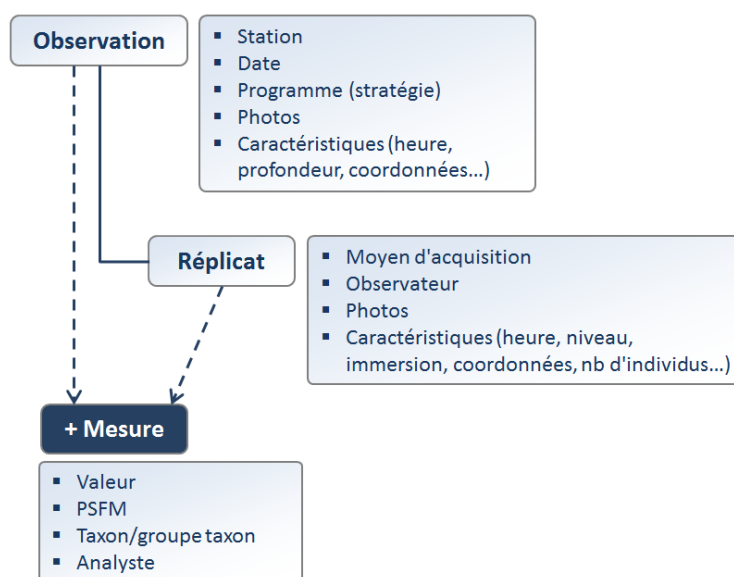 Observation
▪ Station
▪ Date
▪ Programme (stratégie)
▪ Photos
▪ Caractéristiques (heure,
profondeur, coordonnées...)
Réplicat
▪ Moyen d'acquisition
▪ Observateur
▪ Photos
▪ Caractéristiques (heure, niveau,
immersion, coordonnées, nb d'individus...)
+ Mesure
▪ Valeur
▪ PSFM
▪ Taxon/groupe taxon
▪ Analyste